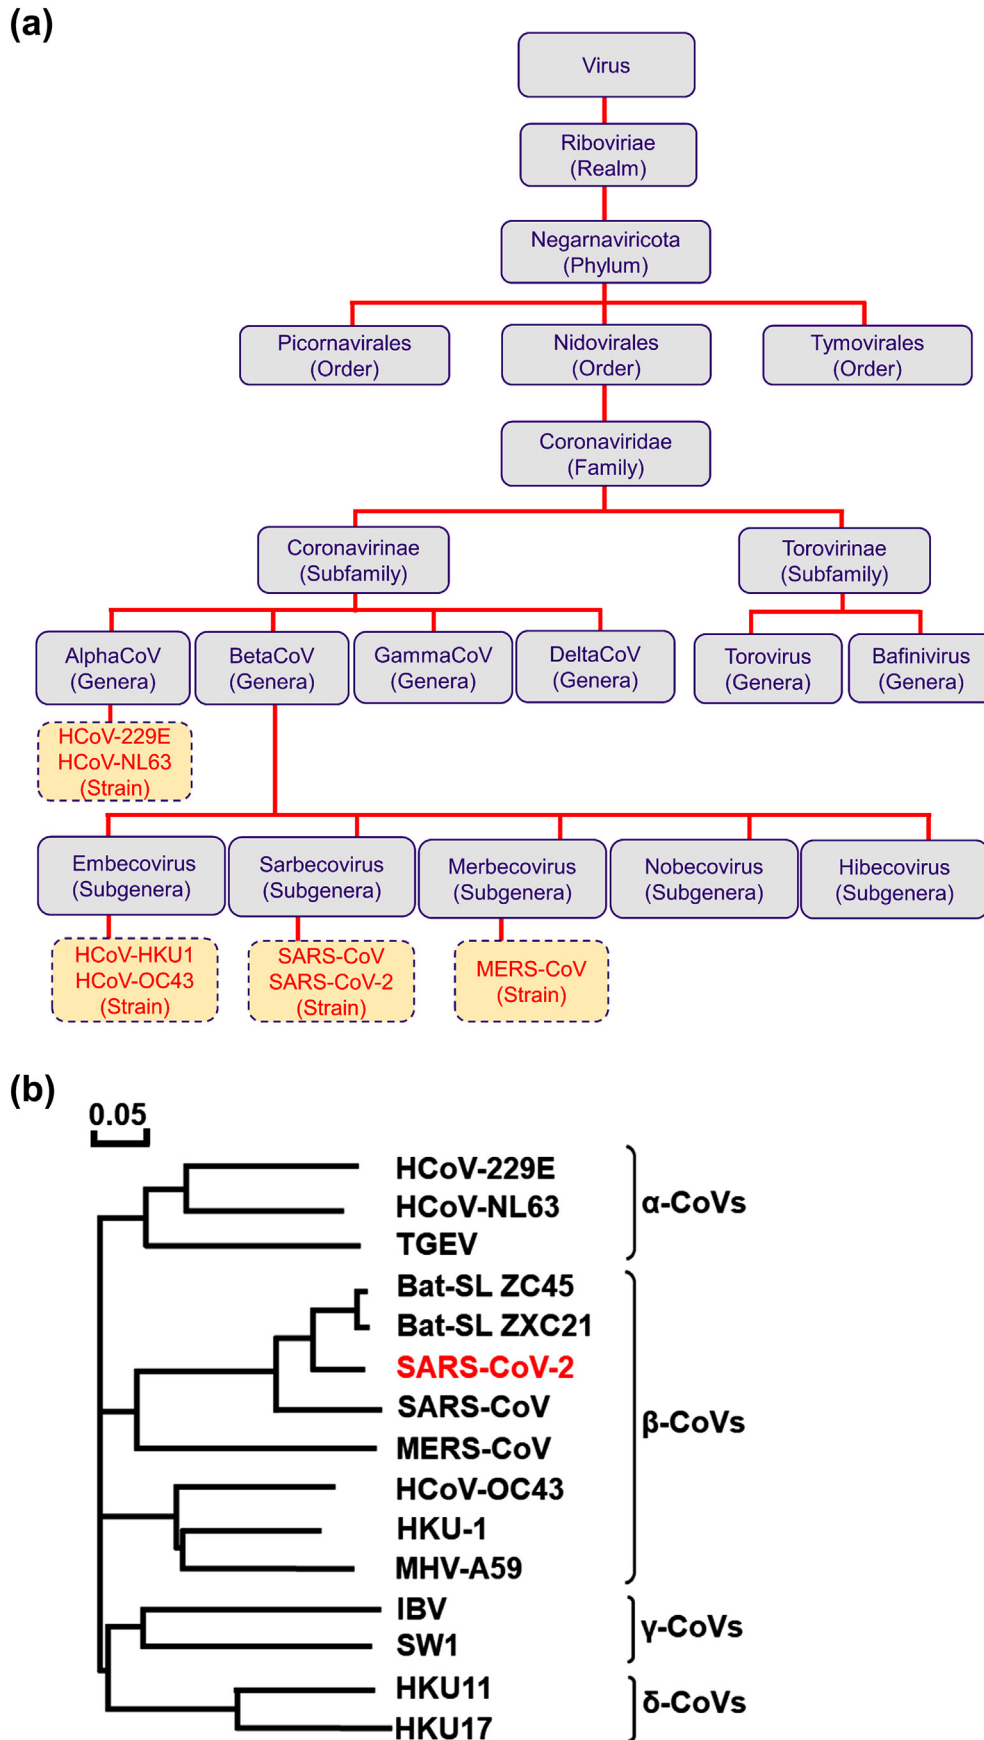 (a)
Virus
Riboviriae
(Realm)
Negarnaviricota
(Phylum)
Picornavirales
(Order)
Nidovirales
(Order)
Tymovirales
(Order)
Coronaviridae
(Family)
Coronavirinae
(Subfamily)
Torovirinae
(Subfamily)
AlphaCoV
(Genera)
BetaCoV
(Genera)
GammaCoV
(Genera)
DeltaCoV
(Genera)
Torovirus
(Genera)
Bafinivirus
(Genera)
HCoV-229E
HCoV-NL63
(Strain)
Embecovirus
(Subgenera)
Sarbecovirus
(Subgenera)
Merbecovirus
(Subgenera)
Nobecovirus
(Subgenera)
Hibecovirus
(Subgenera)
HCoV-HKU1
HCoV-OC43
(Strain)
SARS-CoV
SARS-CoV-2
(Strain)
MERS-CoV
(Strain)
(b)
0.05
HCoV-229E
HCoV-NL63
TGEV
α-CoVs
Bat-SL ZC45
Bat-SL ZXC21
SARS-CoV-2
SARS-CoV
MERS-CoV
HCoV-OC43
HKU-1
MHV-A59
β-CoVs
IBV
SW1
γ-CoVs
HKU11
HKU17
δ-CoVs